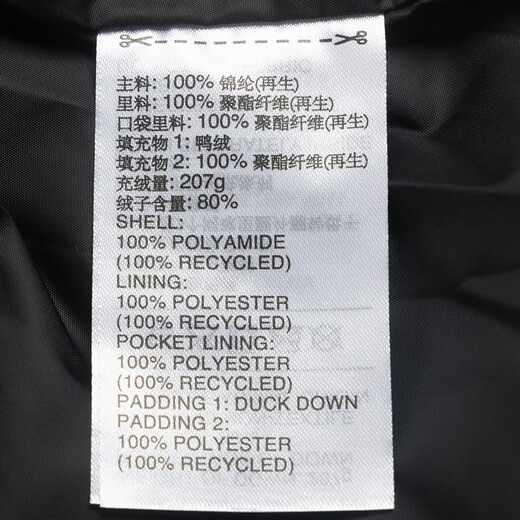 主料: 100% 锦纶(再生)
里料: 100% 聚酯纤维(再生)
口袋里料: 100% 聚酯纤维(再生)
填充物 1: 鸭绒
填充物 2: 100% 聚酯纤维(再生)
充绒量: 207g
绒子含量: 80%
SHELL:
100% POLYAMIDE
(100% RECYCLED)
LINING:
100% POLYESTER
(100% RECYCLED)
POCKET LINING:
100% POLYESTER
(100% RECYCLED)
PADDING 1: DUCK DOWN
PADDING 2:
100% POLYESTER
(100% RECYCLED)